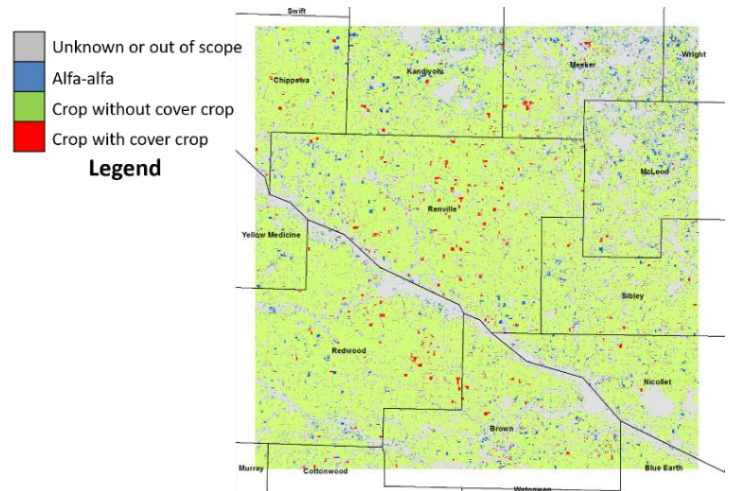 Swift
Unknown or out of scope
Alfa-alfa
Crop without cover crop
Crop with cover crop
Legend
Wright
Meeker
Kandiyohi
Chippewa
McLeod
Renville
Yellow Medicine
Sibley
Redwood
Nicollet
Brown
Murray
Cottonwood
Blue Earth
Watonwan